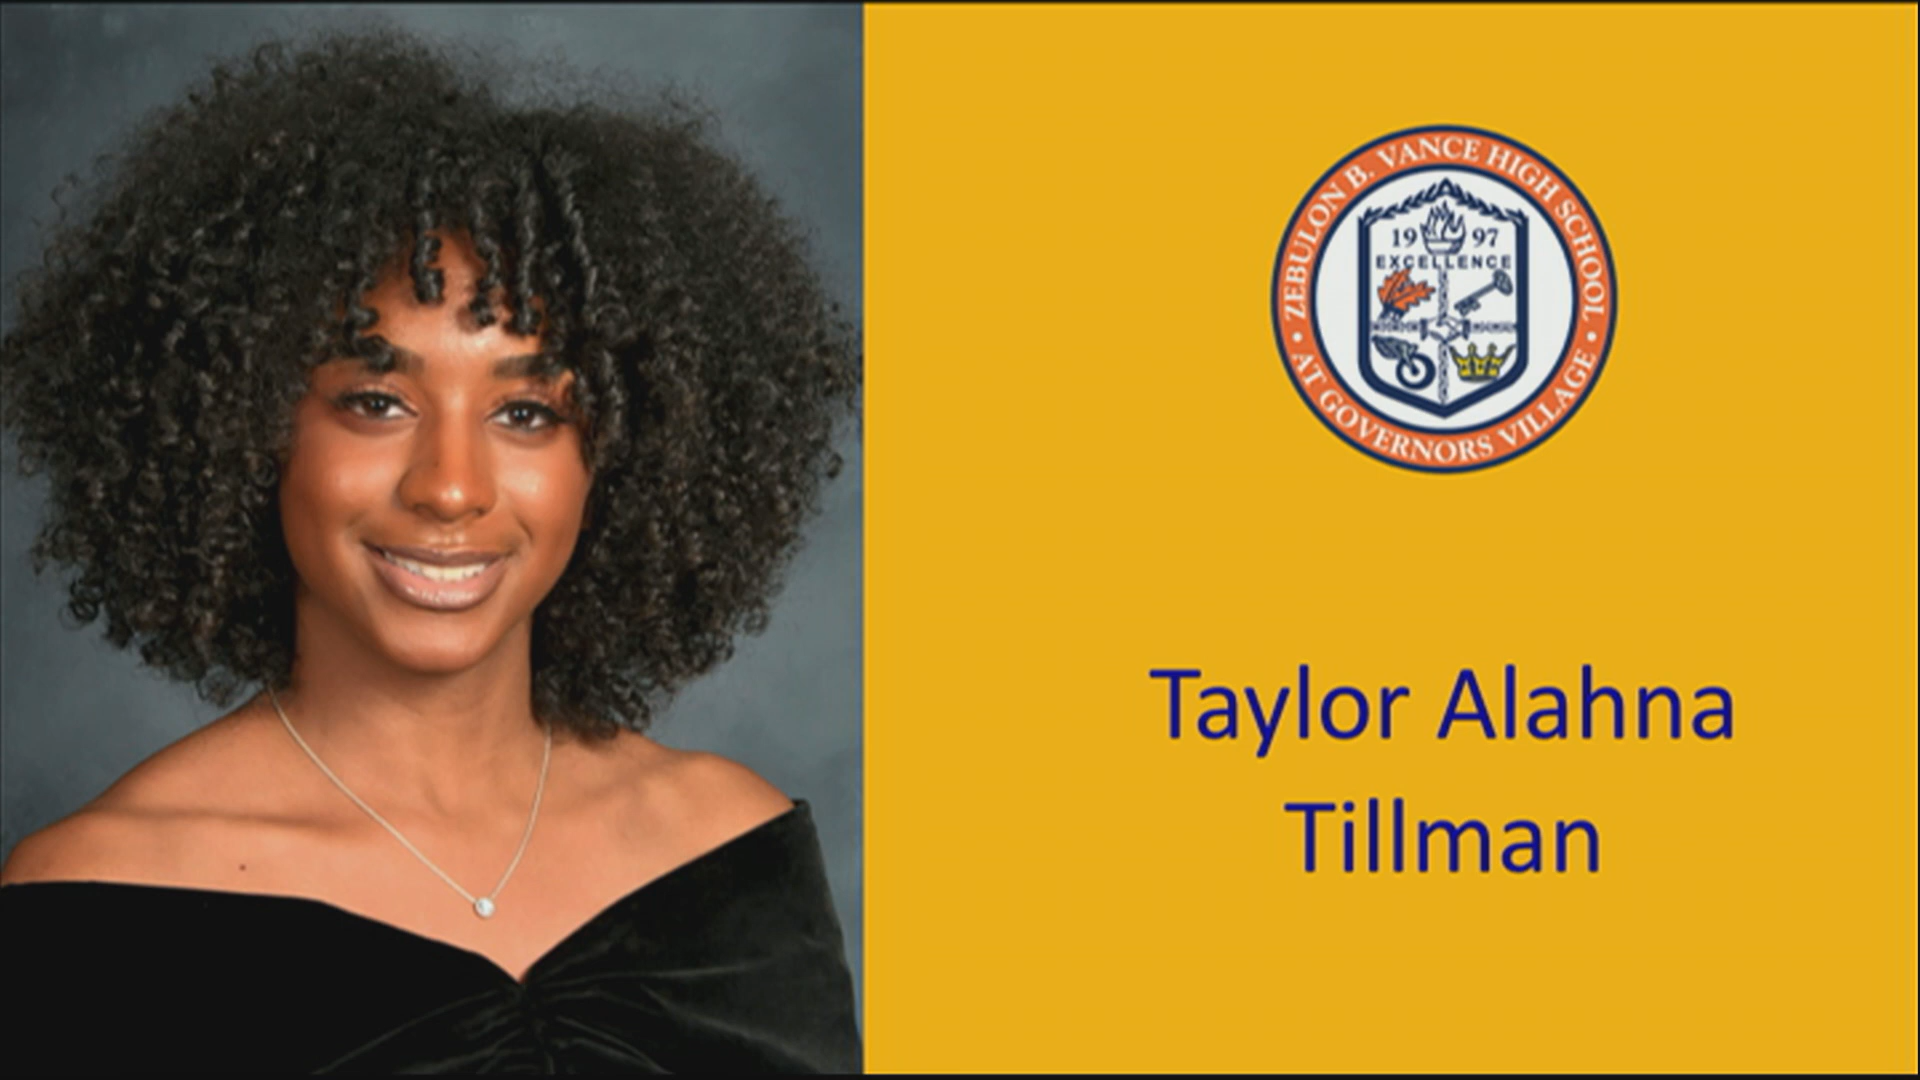 ZEBULON B. VANCE HIGH SCHOOL
AT GOVERNORS VILLAGE
19 97
EXCELLENCE
Taylor Alahna
Tillman